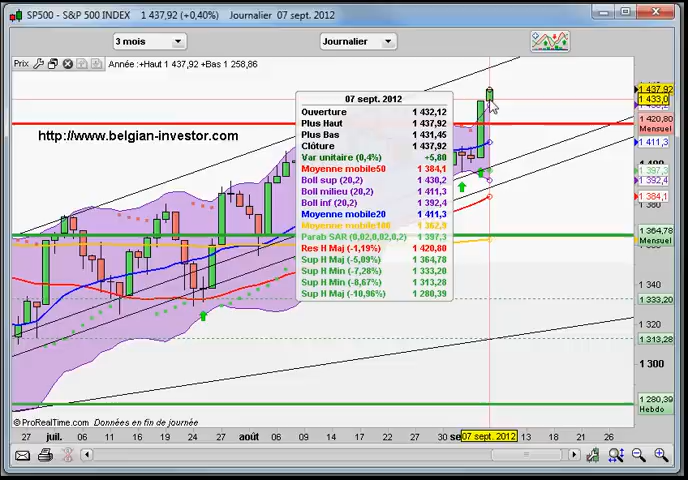 SP500 - S&P 500 INDEX 1 437,92 (+0,40%) Journalier 07 sept. 2012
3 mois
Journalier
Prix
Année : +Haut 1 437,92 +Bas 1 258,86
http://www.belgian-investor.com
07 sept. 2012
Ouverture 1 432,12
Plus Haut 1 437,92
Plus Bas 1 431,45
Clôture 1 437,92
Var unitaire (0,4%) +5,80
Moyenne mobile50 1 384,1
Boll sup (20,2) 1 430,2
Boll milieu (20,2) 1 411,3
Boll inf (20,2) 1 392,4
Moyenne mobile20 1 411,3
Moyenne mobile100 1 362,9
Parab SAR (0,02,0,02,0,2) 1 397,3
Res H Maj (-1,19%) 1 420,80
Sup H Maj (-5,09%) 1 364,78
Sup H Min (-7,28%) 1 333,20
Sup H Min (-8,67%) 1 313,28
Sup H Maj (-10,96%) 1 280,39
1 437,92
1 433,0
1 420,80
Mensuel
1 411,3
1 397,3
1 392,4
1 384,1
1 380
1 364,78
Mensuel
1 333,20
1 320
1 313,28
1 300
1 280,39
Hebdo
© ProRealTime.com Données en fin de journée
27 juil. 06 12 18 24 août 06 09 14 17 22 27 30 se 07 sept. 2012 13 18 21 26